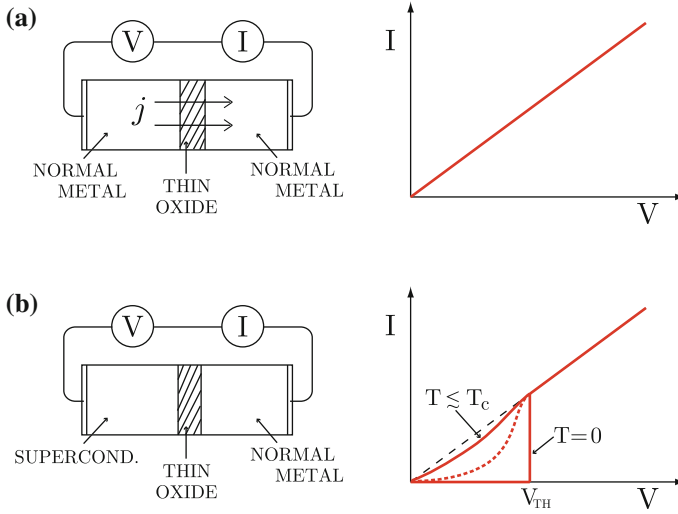 (a)
V I
j
NORMAL
METAL
THIN
OXIDE
NORMAL
METAL
I
V
(b)
V I
SUPERCOND.
THIN
OXIDE
NORMAL
METAL
I
T ≲ Tc
T=0
VTH
V